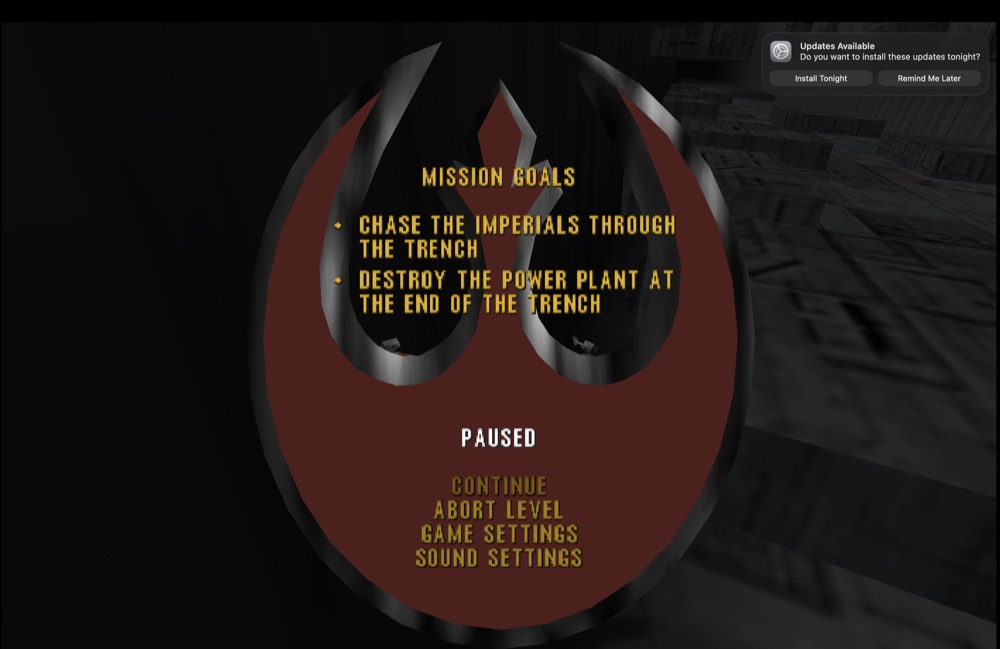 Updates Available
Do you want to install these updates tonight?
Install Tonight
Remind Me Later
MISSION GOALS
CHASE THE IMPERIALS THROUGH
THE TRENCH
DESTROY THE POWER PLANT AT
THE END OF THE TRENCH
PAUSED
CONTINUE
ABORT LEVEL
GAME SETTINGS
SOUND SETTINGS